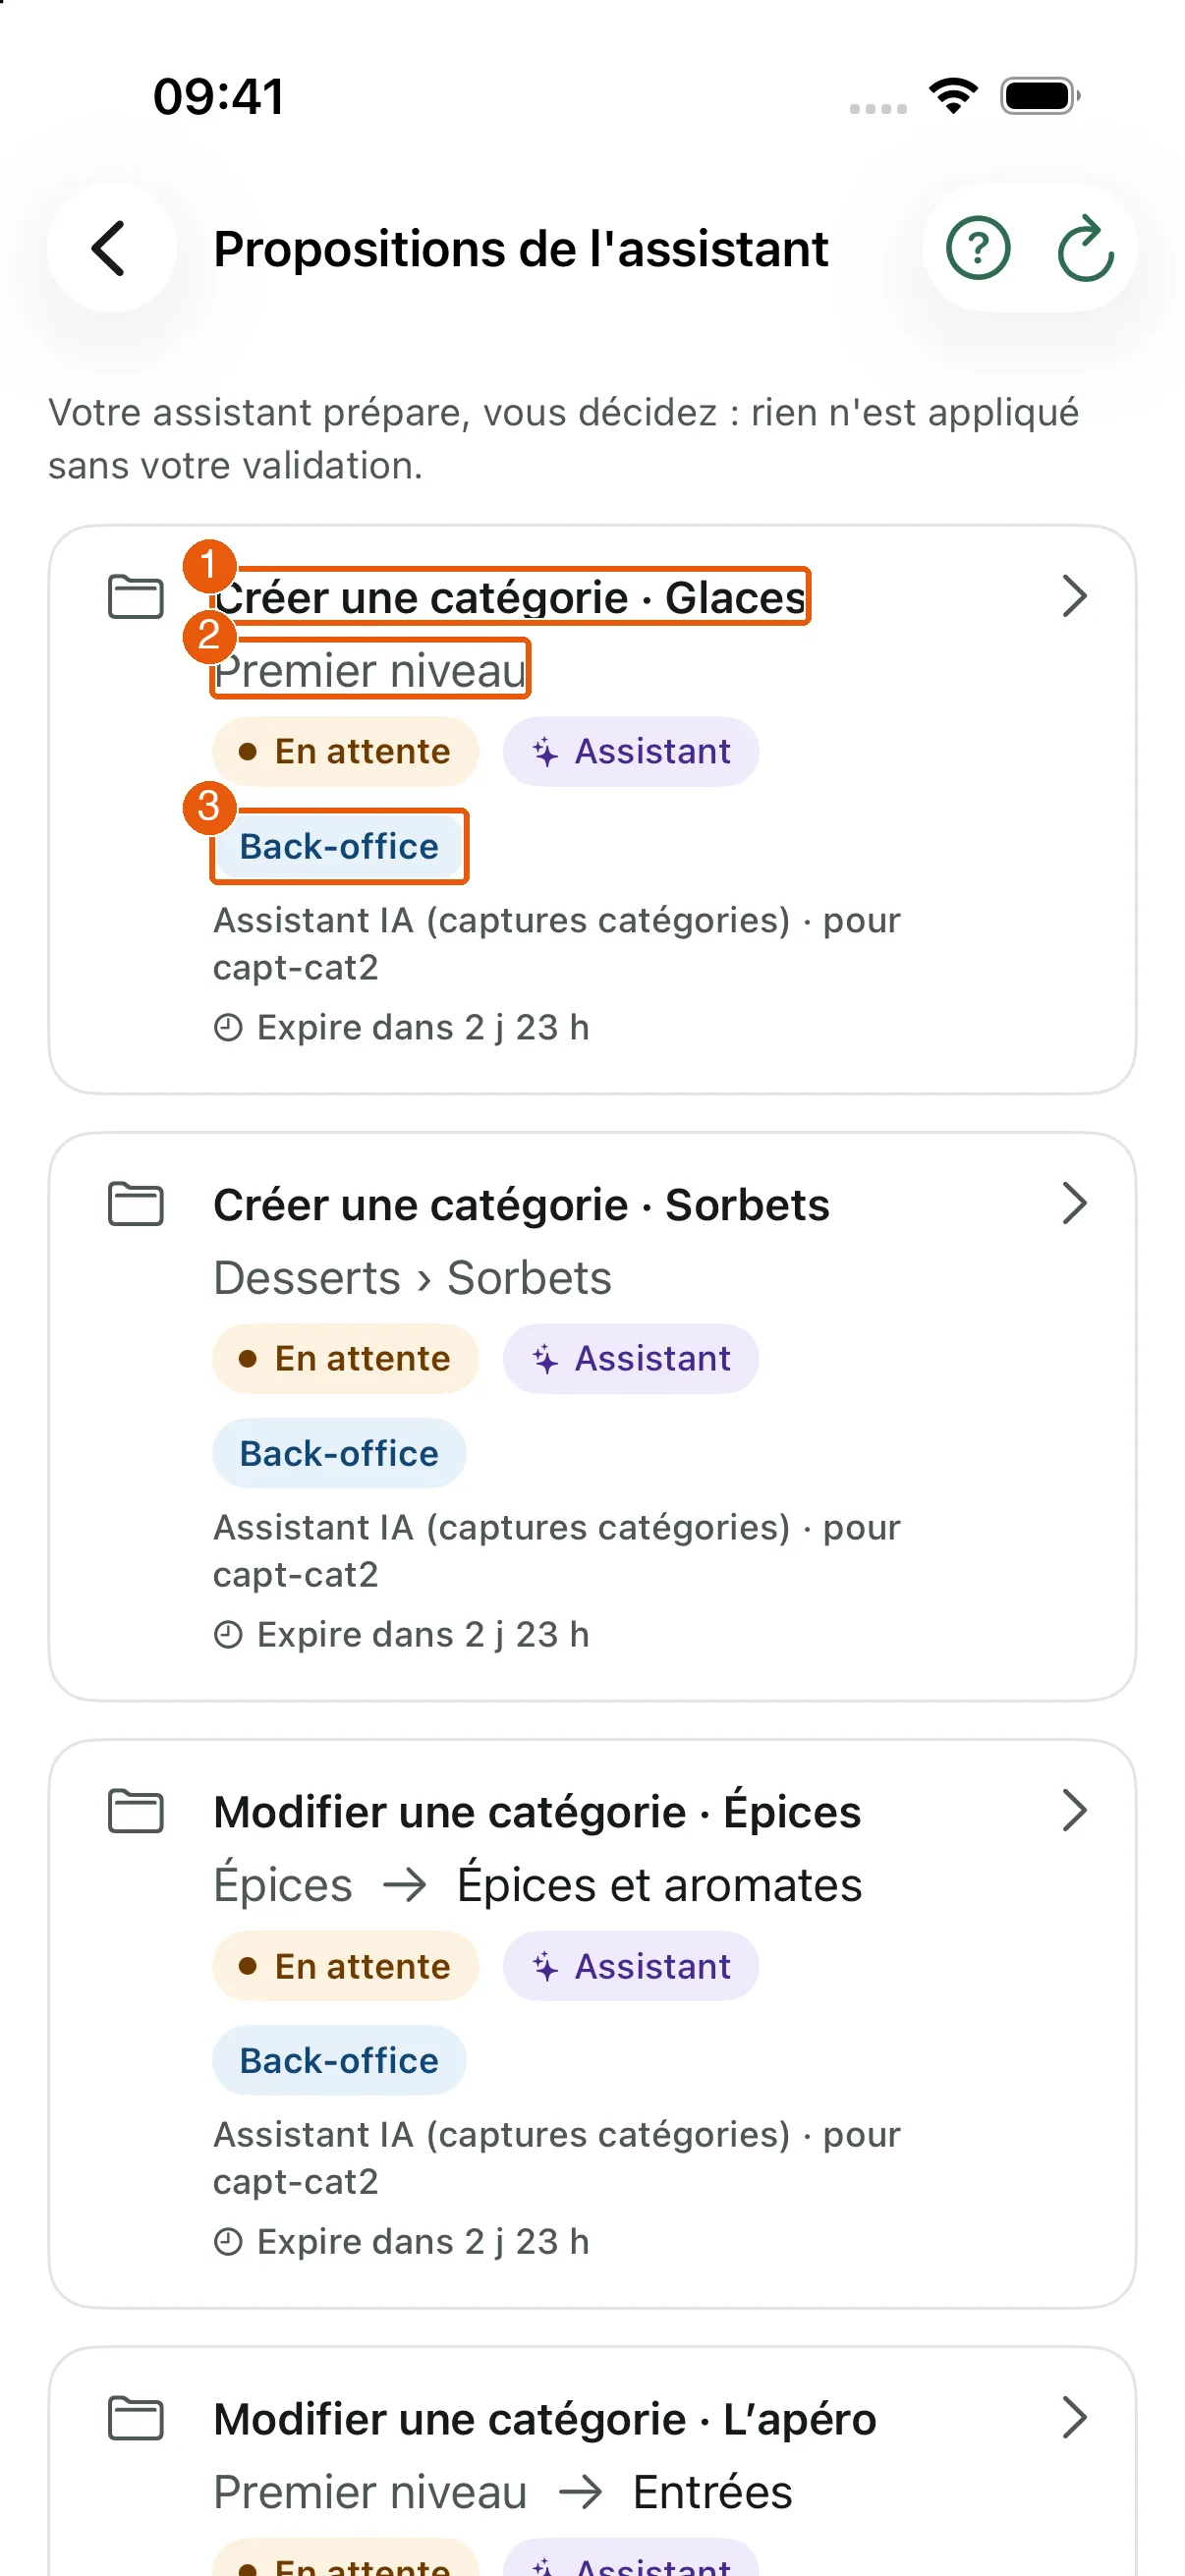 09:41
Propositions de l'assistant
?
Votre assistant prépare, vous décidez : rien n'est appliqué
sans votre validation.
1
Créer une catégorie · Glaces
2
Premier niveau
En attente
Assistant
3
Back-office
Assistant IA (captures catégories) · pour
capt-cat2
Expire dans 2 j 23 h
Créer une catégorie · Sorbets
Desserts › Sorbets
En attente
Assistant
Back-office
Assistant IA (captures catégories) · pour
capt-cat2
Expire dans 2 j 23 h
Modifier une catégorie · Épices
Épices → Épices et aromates
En attente
Assistant
Back-office
Assistant IA (captures catégories) · pour
capt-cat2
Expire dans 2 j 23 h
Modifier une catégorie · L’apéro
Premier niveau → Entrées
En attente
Assistant